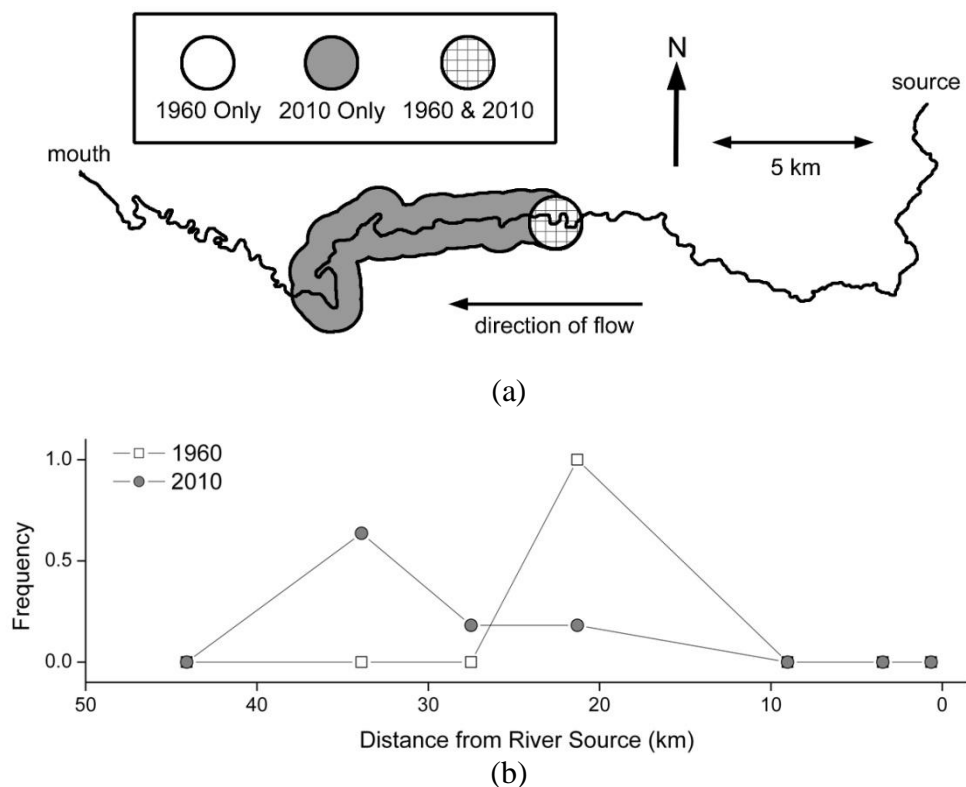 1960 Only 2010 Only 1960 & 2010
N
source
mouth
5 km
direction of flow
(a)
1960
2010
1.0
0.5
0.0
Frequency
50 40 30 20 10 0
Distance from River Source (km)
(b)